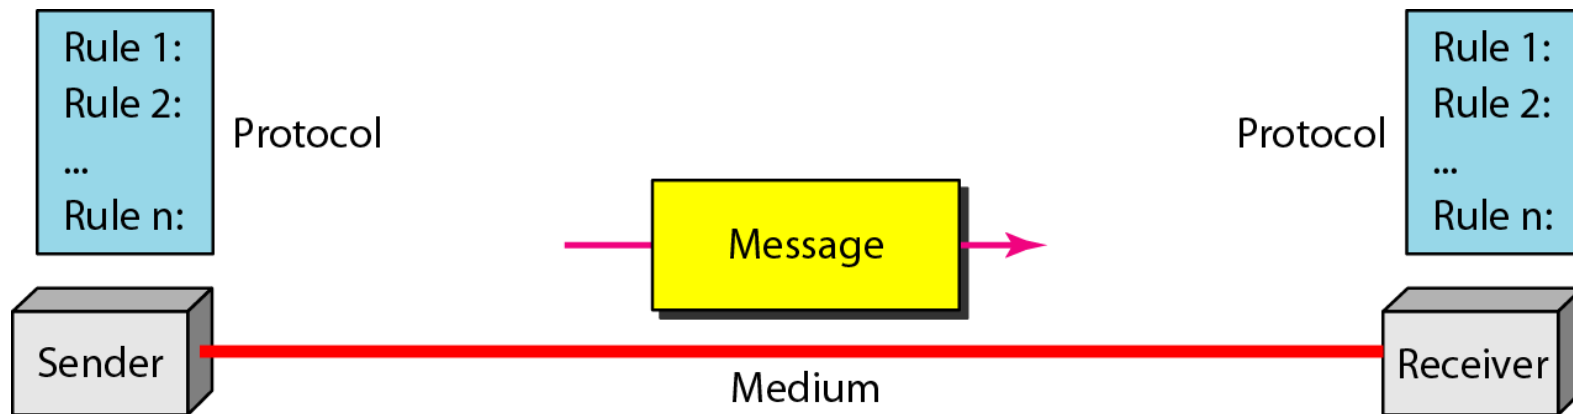 Rule 1:
Rule 2:
...
Rule n:
Protocol
Protocol
Rule 1:
Rule 2:
...
Rule n:
Message
Sender
Medium
Receiver